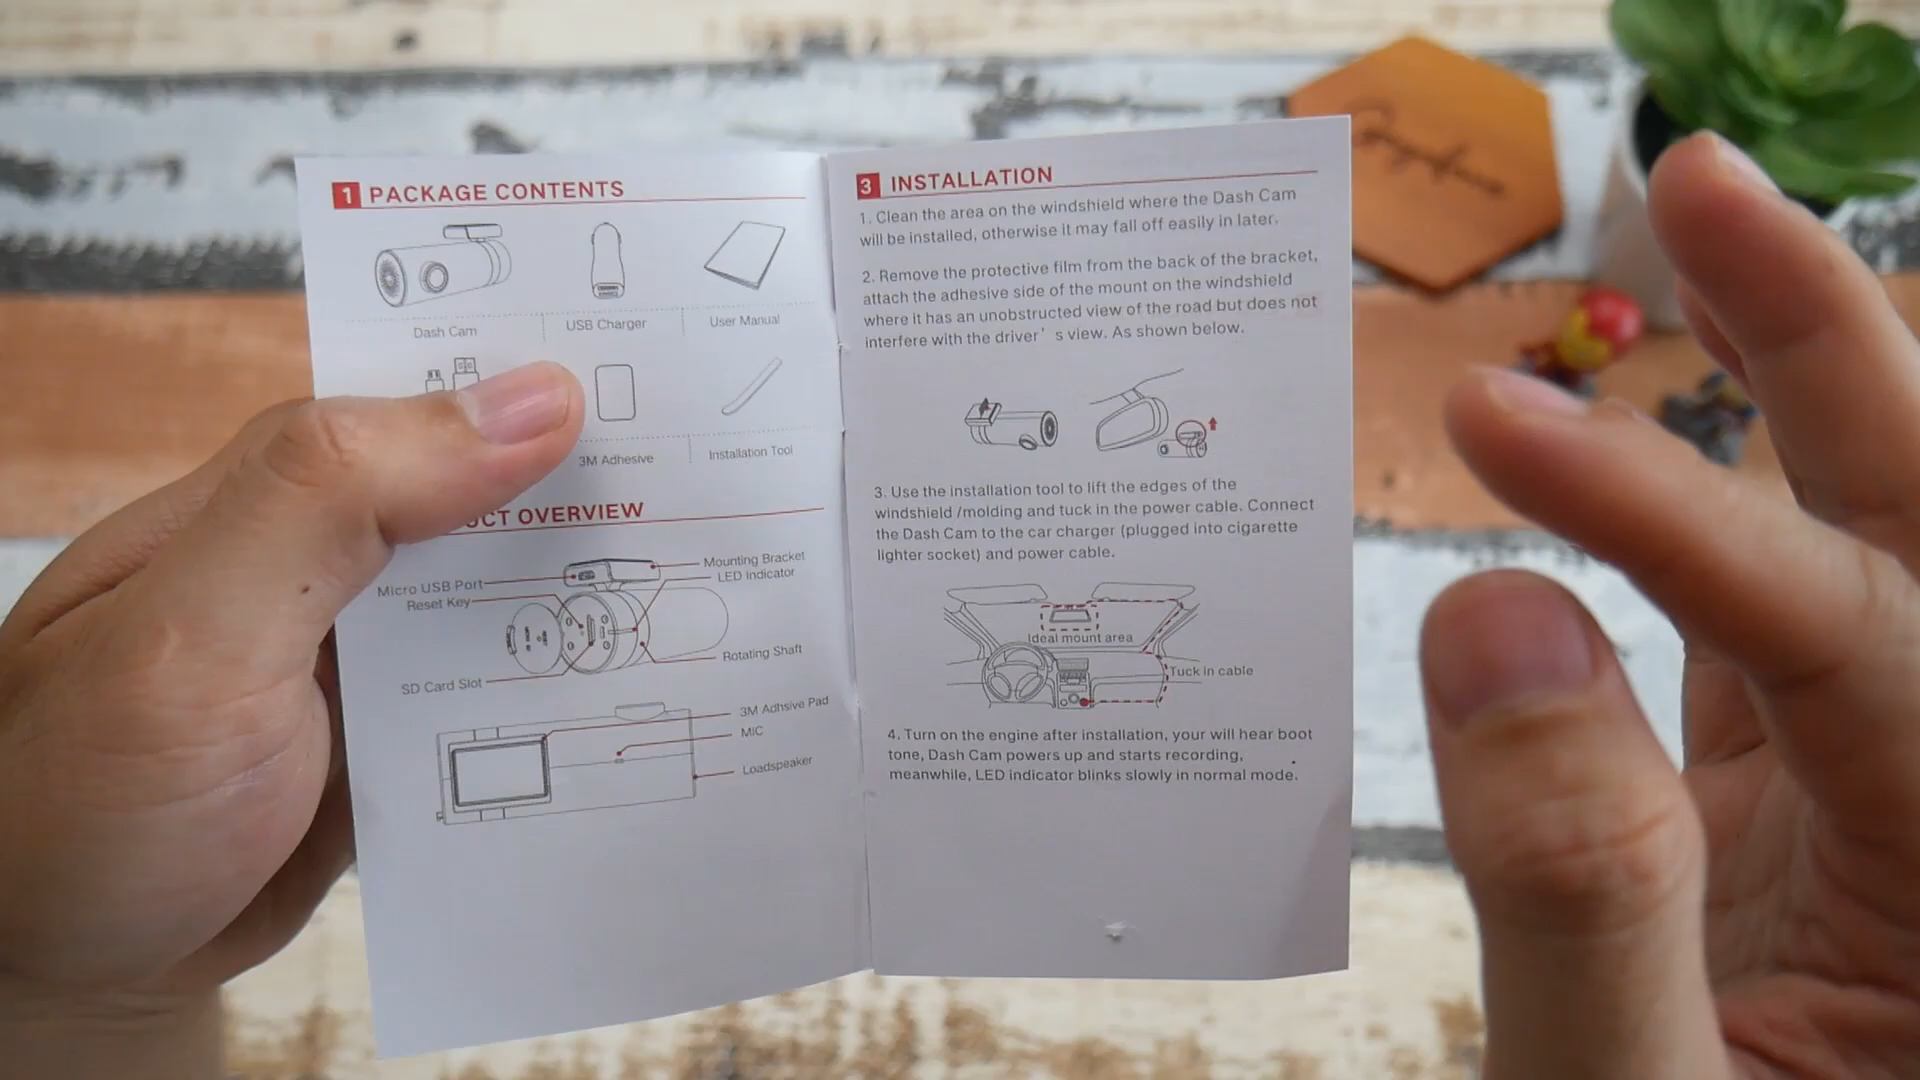 1 PACKAGE CONTENTS
Dash Cam
USB Charger
User Manual
3M Adhesive
Installation Tool
UCT OVERVIEW
Micro USB Port
Reset Key
SD Card Slot
Mounting Bracket
LED Indicator
Rotating Shaft
3M Adhsive Pad
MIC
Loadspeaker
3 INSTALLATION
1. Clean the area on the windshield where the Dash Cam
will be installed, otherwise it may fall off easily in later.
2. Remove the protective film from the back of the bracket,
attach the adhesive side of the mount on the windshield
where it has an unobstructed view of the road but does not
interfere with the driver’ s view. As shown below.
3. Use the installation tool to lift the edges of the
windshield /molding and tuck in the power cable. Connect
the Dash Cam to the car charger (plugged into cigarette
lighter socket) and power cable.
Ideal mount area
Tuck in cable
4. Turn on the engine after installation, your will hear boot
tone, Dash Cam powers up and starts recording,
meanwhile, LED indicator blinks slowly in normal mode.